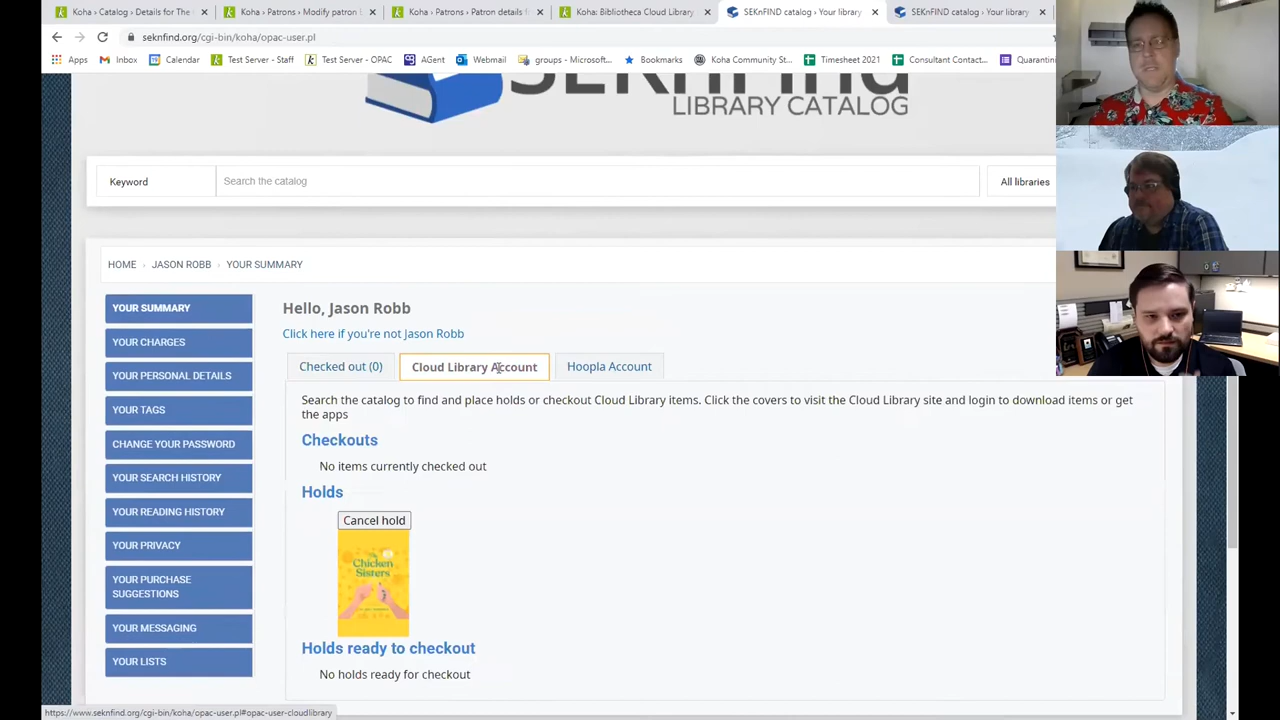 Koha › Catalog › Details for The
Koha › Patrons › Modify patron
Koha › Patrons › Patron details f
Koha: Bibliotheca Cloud Library
SEKnFIND catalog › Your library
SEKnFIND catalog › Your library
seknfind.org/cgi-bin/koha/opac-user.pl
Apps
Inbox
Calendar
Test Server - Staff
Test Server - OPAC
AGent
Webmail
groups - Microsoft...
Bookmarks
Koha Community St...
Timesheet 2021
Consultant Contact...
Quarantin
SEKnFind
LIBRARY CATALOG
Keyword
Search the catalog
All libraries
HOME › JASON ROBB › YOUR SUMMARY
YOUR SUMMARY
YOUR CHARGES
YOUR PERSONAL DETAILS
YOUR TAGS
CHANGE YOUR PASSWORD
YOUR SEARCH HISTORY
YOUR READING HISTORY
YOUR PRIVACY
YOUR PURCHASE
SUGGESTIONS
YOUR MESSAGING
YOUR LISTS
Hello, Jason Robb
Click here if you're not Jason Robb
Checked out (0)
Cloud Library Account
Hoopla Account
Search the catalog to find and place holds or checkout Cloud Library items. Click the covers to visit the Cloud Library site and login to download items or get
the apps
Checkouts
No items currently checked out
Holds
Cancel hold
The
Chicken
Sisters
Holds ready to checkout
No holds ready for checkout
https://www.seknfind.org/cgi-bin/koha/opac-user.pl#opac-user-cloudlibrary